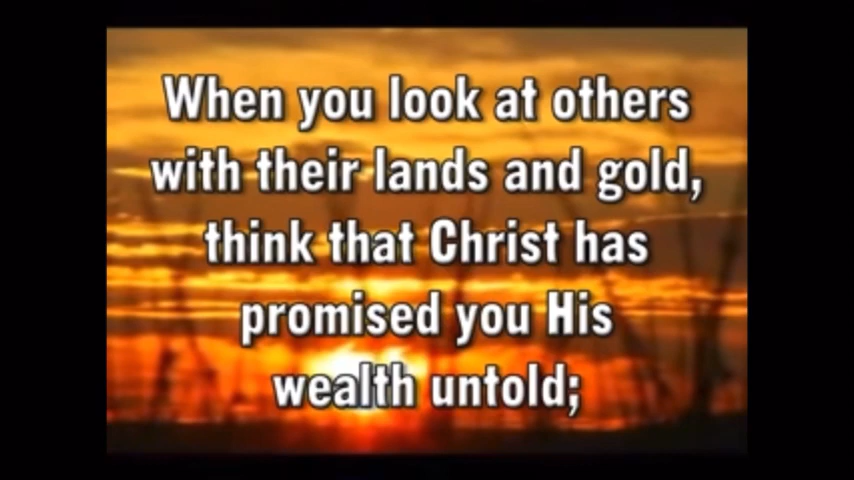 When you look at others
with their lands and gold,
think that Christ has
promised you His
wealth untold;